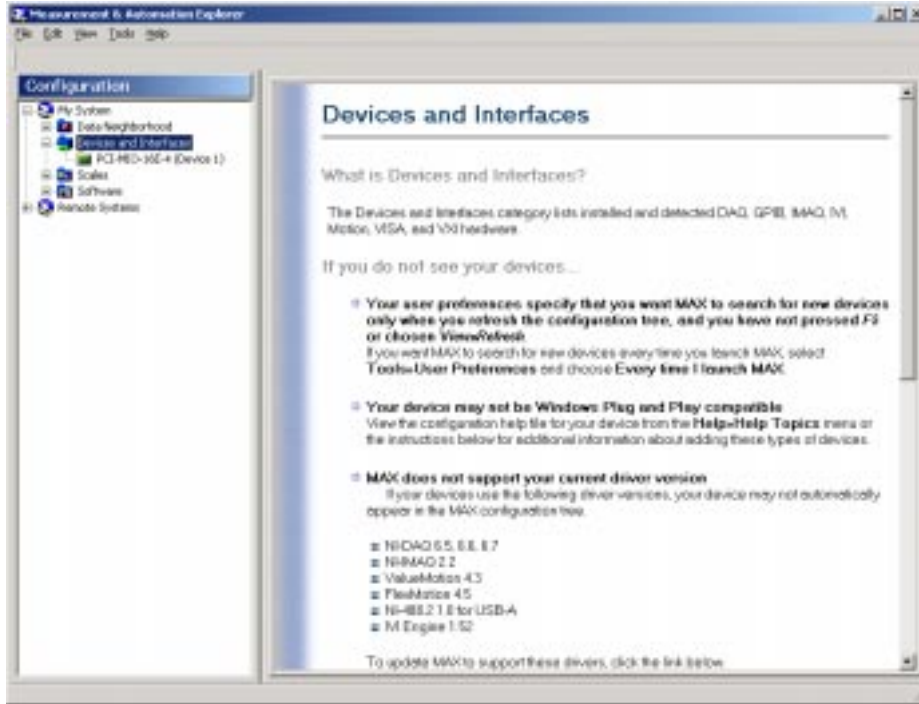 Measurement & Automation Explorer
File Edit View Tools Help
Configuration
My System
Data Neighborhood
Devices and Interfaces
PCI-MIO-16E-4 (Device 1)
Scales
Software
Remote Systems
Devices and Interfaces
What is Devices and Interfaces?
The Devices and Interfaces category lists installed and detected DAQ, GPIB, IMAQ, IVI,
Motion, VISA, and VXI hardware.
If you do not see your devices...
Your user preferences specify that you want MAX to search for new devices
only when you refresh the configuration tree, and you have not pressed F5
or chosen View»Refresh.
If you want MAX to search for new devices every time you launch MAX, select
Tools»User Preferences and choose Every time I launch MAX.
Your device may not be Windows Plug and Play compatible
View the configuration help file for your device from the Help»Help Topics menu or
the instructions below for additional information about adding these types of devices.
MAX does not support your current driver version
If your devices use the following driver versions, your device may not automatically
appear in the MAX configuration tree.
NI-DAQ 6.5, 6.6, 6.7
NI-IMAQ 2.2
ValueMotion 4.3
FlexMotion 4.5
NI-488.2 1.0 for USB-A
IVI Engine 1.52
To update MAX to support these drivers, click the link below.